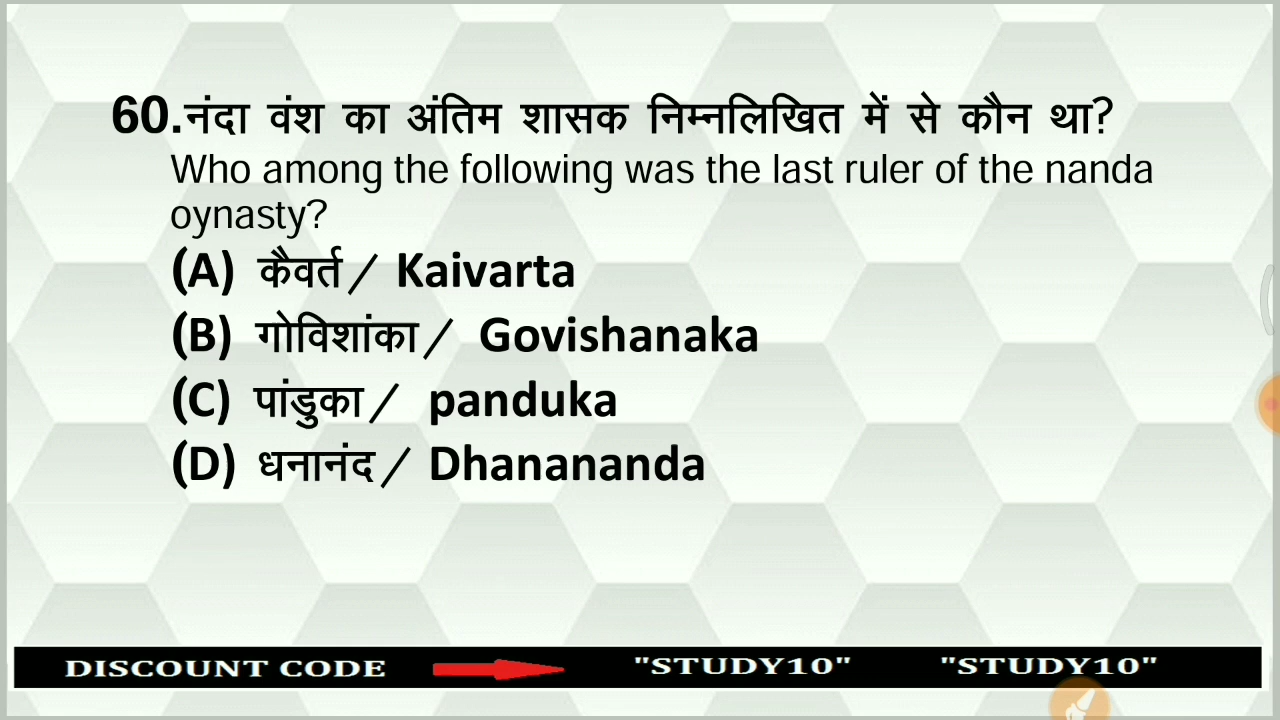 60.नंदा वंश का अंतिम शासक निम्नलिखित में से कौन था?
Who among the following was the last ruler of the nanda
oynasty?
(A) कैवर्त/ Kaivarta
(B) गोविशांका/ Govishanaka
(C) पांडुका/ panduka
(D) धनानंद/ Dhanananda
DISCOUNT CODE "STUDY10" "STUDY10"